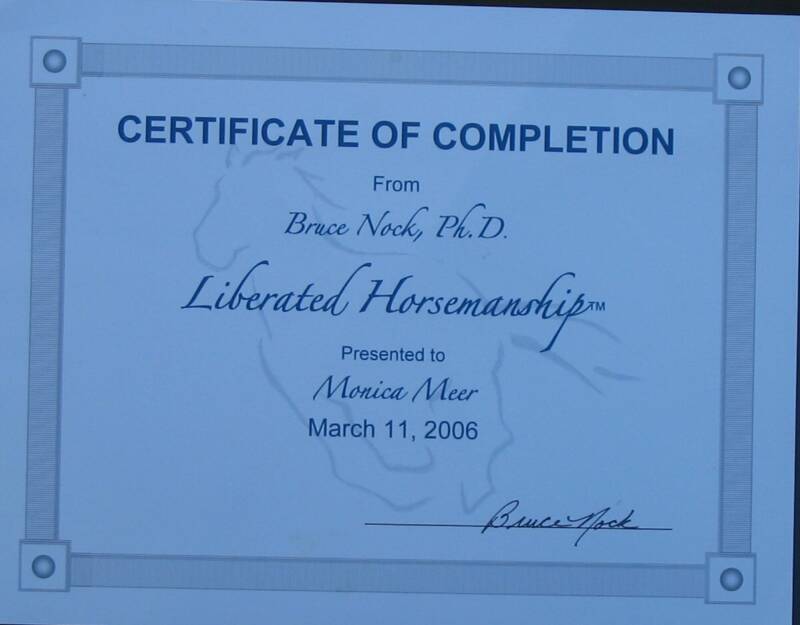 CERTIFICATE OF COMPLETION
From
Bruce Nock, Ph.D.
Liberated Horsemanship™
Presented to
Monica Meer
March 11, 2006
Bruce Nock